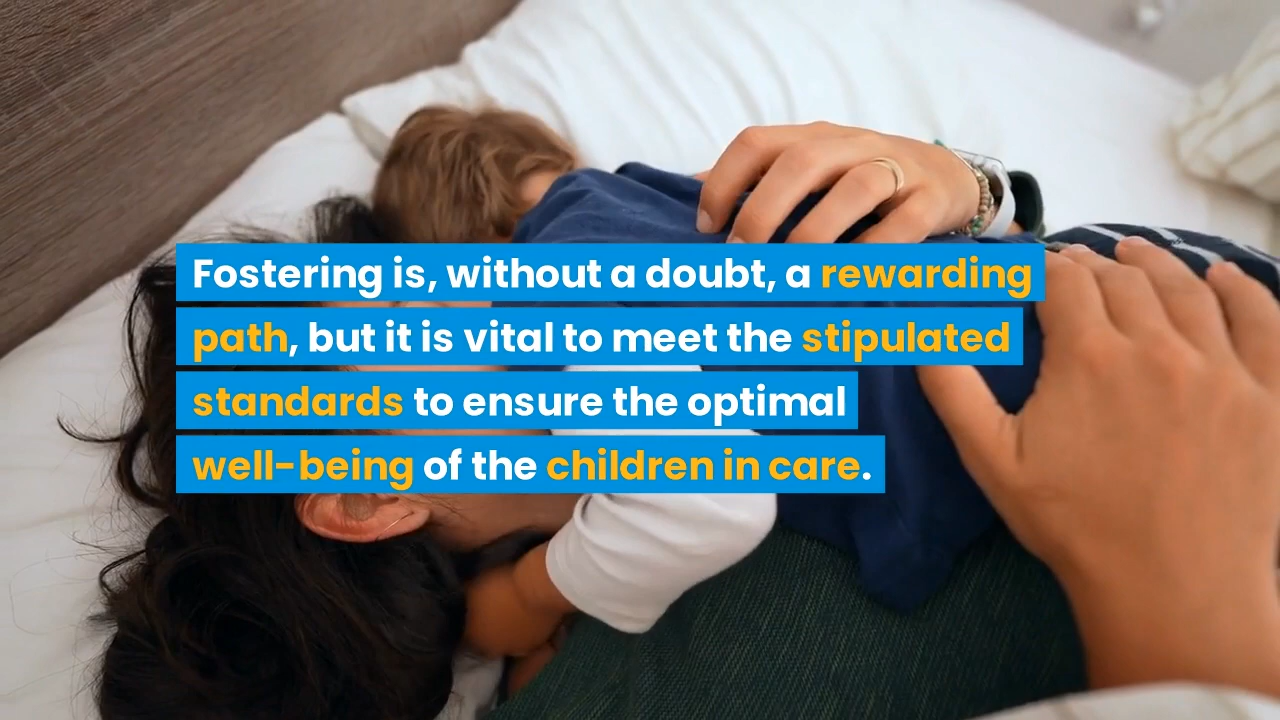 Fostering is, without a doubt, a rewarding
path, but it is vital to meet the stipulated
standards to ensure the optimal
well-being of the children in care.